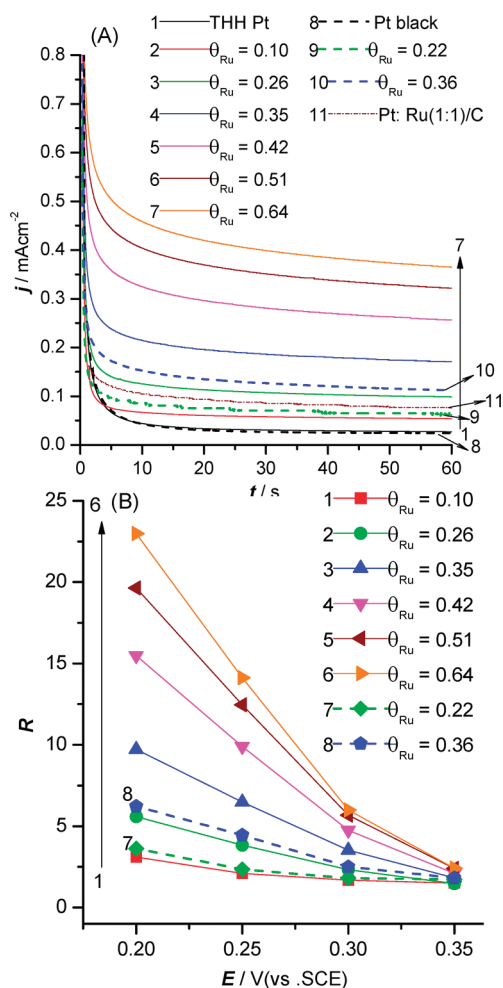 (A)
1 THH Pt
2 θRu = 0.10
3 θRu = 0.26
4 θRu = 0.35
5 θRu = 0.42
6 θRu = 0.51
7 θRu = 0.64
8 Pt black
9 θRu = 0.22
10 θRu = 0.36
11 Pt: Ru(1:1)/C
j / mAcm-2
0.8
0.7
0.6
0.5
0.4
0.3
0.2
0.1
0.0
7
10
11
9
1
8
0 10 20 30 40 50 60
t / s
(B)
R
25
20
15
10
5
0
6
1
8
7
1 θRu = 0.10
2 θRu = 0.26
3 θRu = 0.35
4 θRu = 0.42
5 θRu = 0.51
6 θRu = 0.64
7 θRu = 0.22
8 θRu = 0.36
0.20 0.25 0.30 0.35
E / V(vs .SCE)